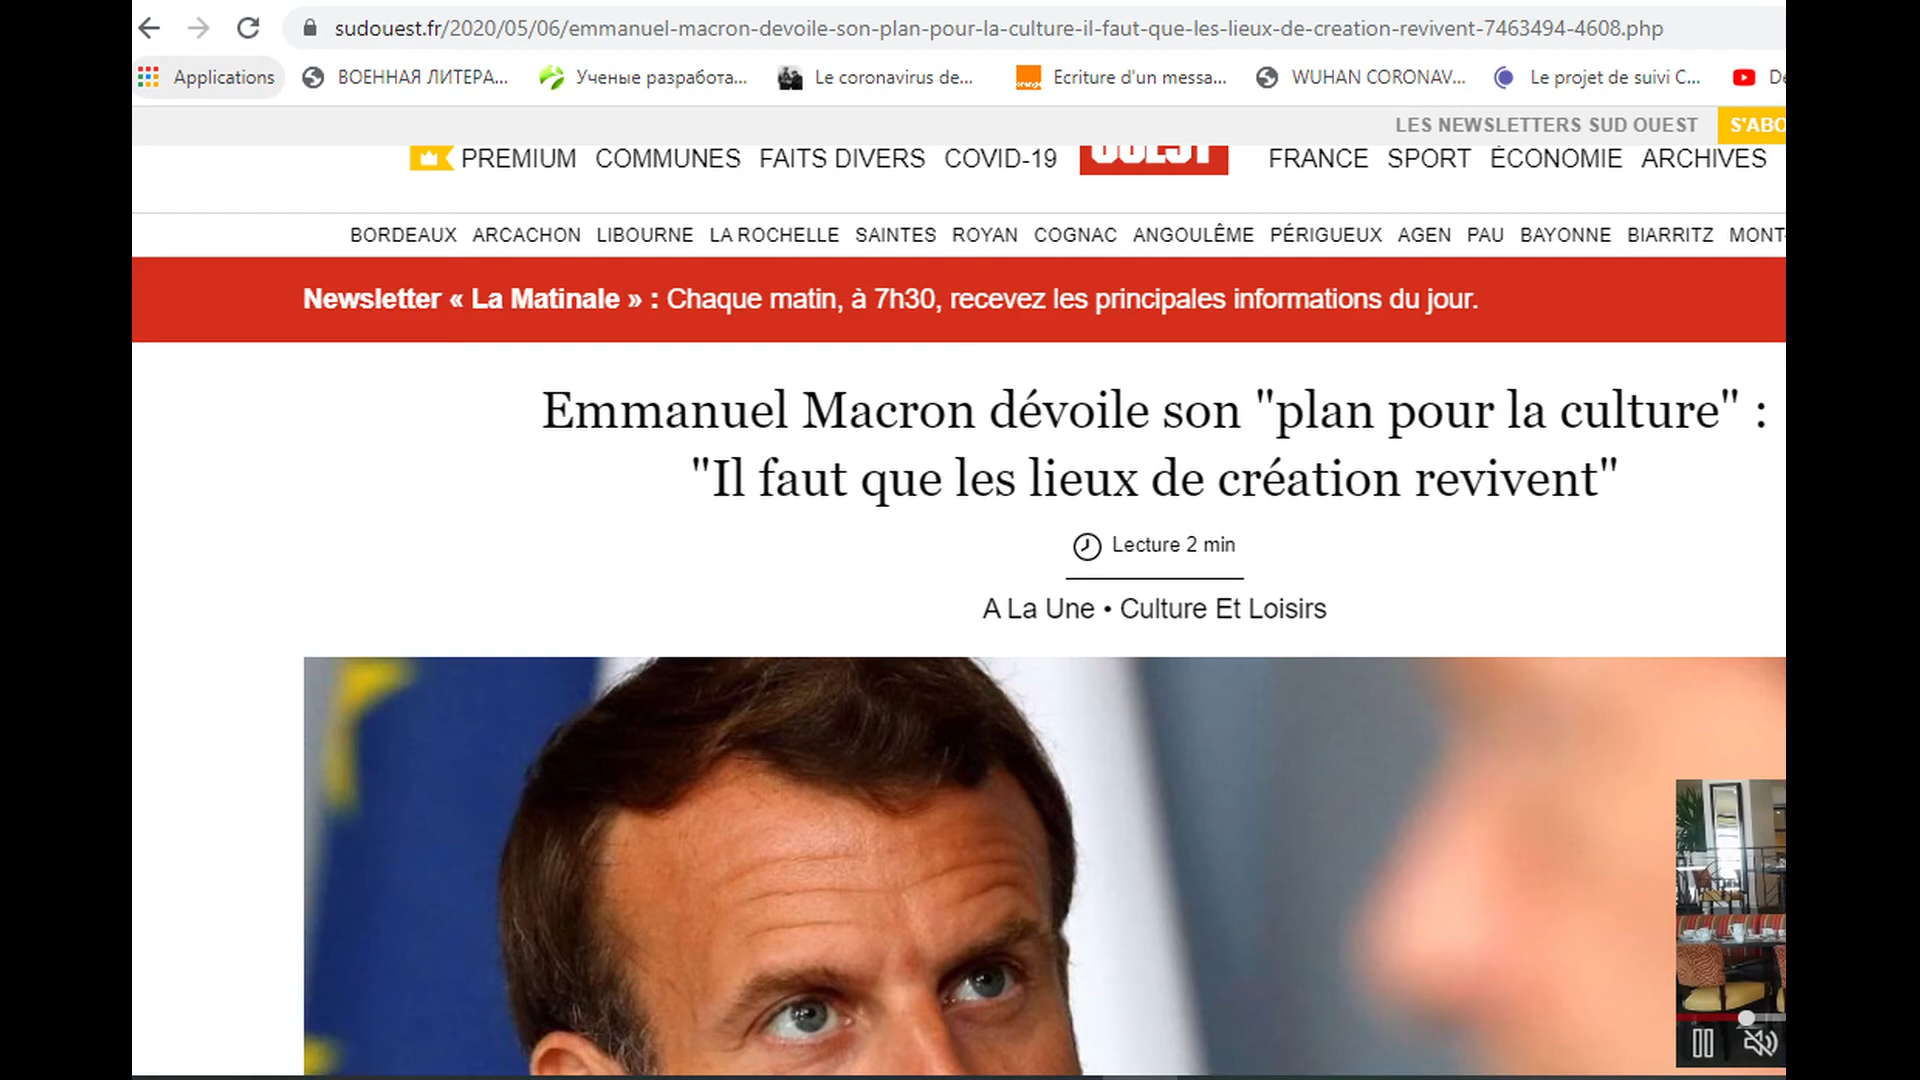 sudouest.fr/2020/05/06/emmanuel-macron-devoile-son-plan-pour-la-culture-il-faut-que-les-lieux-de-creation-revivent-7463494-4608.php
Applications ВОЕННАЯ ЛИТЕРА... Ученые разработа... Le coronavirus de... Ecriture d'un messa... WUHAN CORONAV... Le projet de suivi C...
LES NEWSLETTERS SUD OUEST S'ABO
PREMIUM COMMUNES FAITS DIVERS COVID-19 OUEST FRANCE SPORT ÉCONOMIE ARCHIVES
BORDEAUX ARCACHON LIBOURNE LA ROCHELLE SAINTES ROYAN COGNAC ANGOULÊME PÉRIGUEUX AGEN PAU BAYONNE BIARRITZ MONT-
Newsletter « La Matinale » : Chaque matin, à 7h30, recevez les principales informations du jour.
Emmanuel Macron dévoile son "plan pour la culture" :
"Il faut que les lieux de création revivent"
Lecture 2 min
A La Une • Culture Et Loisirs